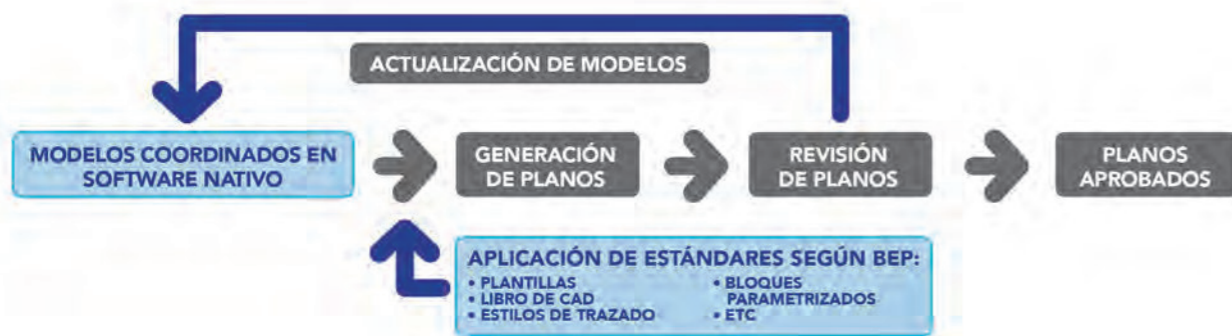 ACTUALIZACIÓN DE MODELOS
MODELOS COORDINADOS EN
SOFTWARE NATIVO
GENERACIÓN
DE PLANOS
REVISIÓN
DE PLANOS
PLANOS
APROBADOS
APLICACIÓN DE ESTÁNDARES SEGÚN BEP:
• PLANTILLAS
• LIBRO DE CAD
• ESTILOS DE TRAZADO
• BLOQUES
PARAMETRIZADOS
• ETC